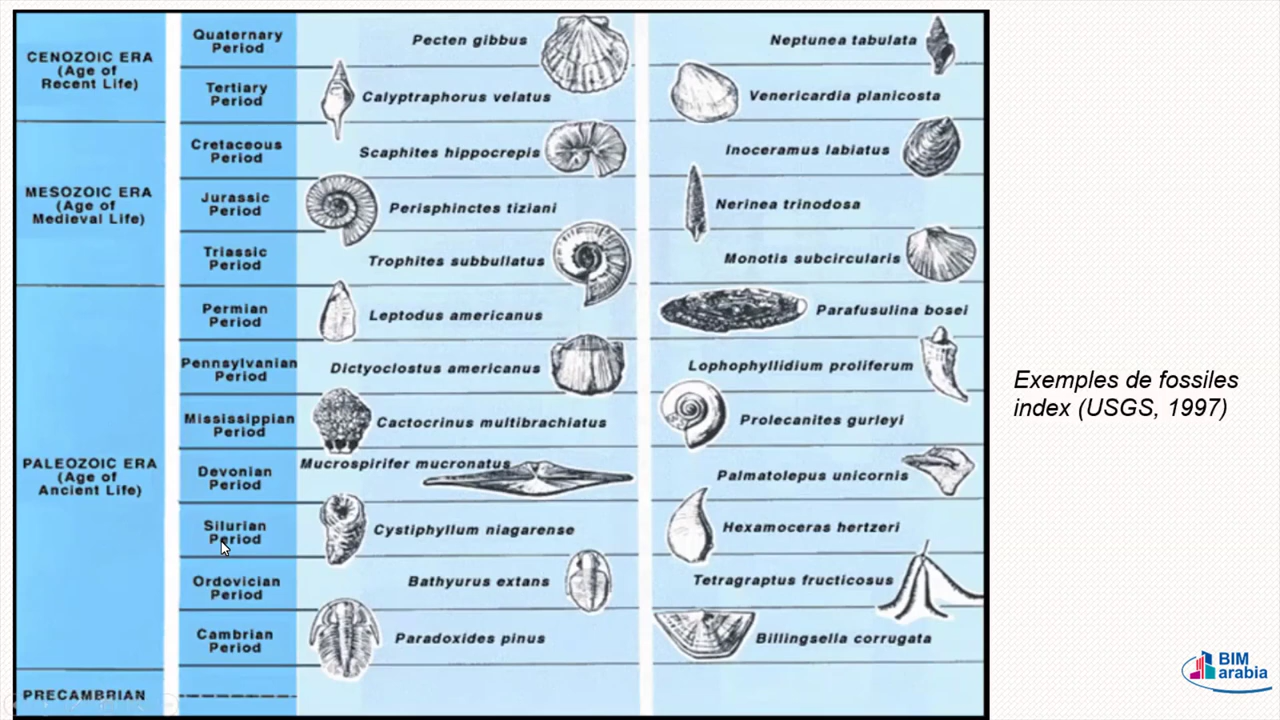 CENOZOIC ERA
(Age of
Recent Life)
Quaternary
Period
Pecten gibbus
Neptunea tabulata
Tertiary
Period
Calyptraphorus velatus
Venericardia planicosta
MESOZOIC ERA
(Age of
Medieval Life)
Cretaceous
Period
Scaphites hippocrepis
Inoceramus labiatus
Jurassic
Period
Perisphinctes tiziani
Nerinea trinodosa
Triassic
Period
Trophites subbullatus
Monotis subcircularis
PALEOZOIC ERA
(Age of
Ancient Life)
Permian
Period
Leptodus americanus
Parafusulina bosei
Pennsylvanian
Period
Dictyoclostus americanus
Lophophyllidium proliferum
Mississippian
Period
Cactocrinus multibrachiatus
Prolecanites gurleyi
Devonian
Period
Mucrospirifer mucronatus
Palmatolepus unicornis
Silurian
Period
Cystiphyllum niagarense
Hexamoceras hertzeri
Ordovician
Period
Bathyurus extans
Tetragraptus fructicosus
Cambrian
Period
Paradoxides pinus
Billingsella corrugata
PRECAMBRIAN
Exemples de fossiles
index (USGS, 1997)
BIM
arabia